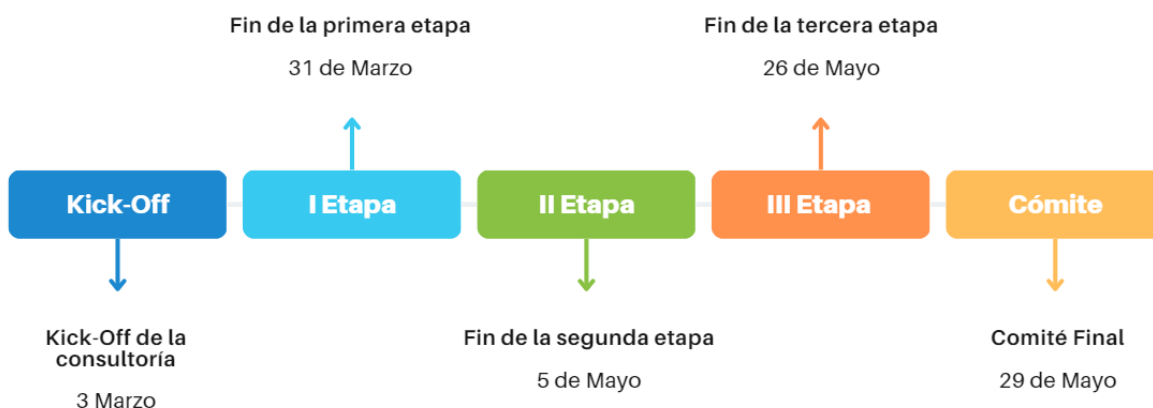 Fin de la primera etapa
31 de Marzo
Fin de la tercera etapa
26 de Mayo
Kick-Off
I Etapa
II Etapa
III Etapa
Cómite
Kick-Off de la
consultoría
3 Marzo
Fin de la segunda etapa
5 de Mayo
Comité Final
29 de Mayo